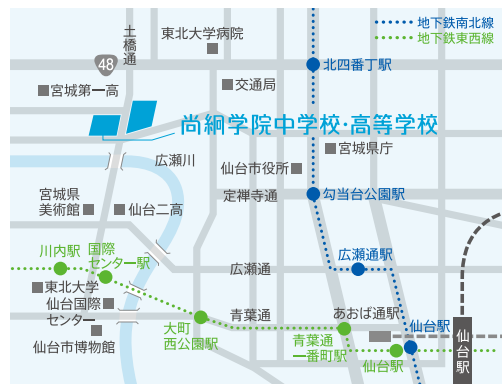 地下鉄南北線
地下鉄東西線
土橋通
東北大学病院
48
北四番丁駅
宮城第一高
交通局
尚絅学院中学校・高等学校
宮城県庁
広瀬川
仙台市役所
宮城県
美術館
仙台二高
定禅寺通
勾当台公園駅
川内駅
国際
センター駅
広瀬通
広瀬通駅
東北大学
仙台国際
センター
仙台市博物館
大町
西公園駅
青葉通
あおば通駅
青葉通
一番町駅
仙台駅
仙台駅
仙台駅